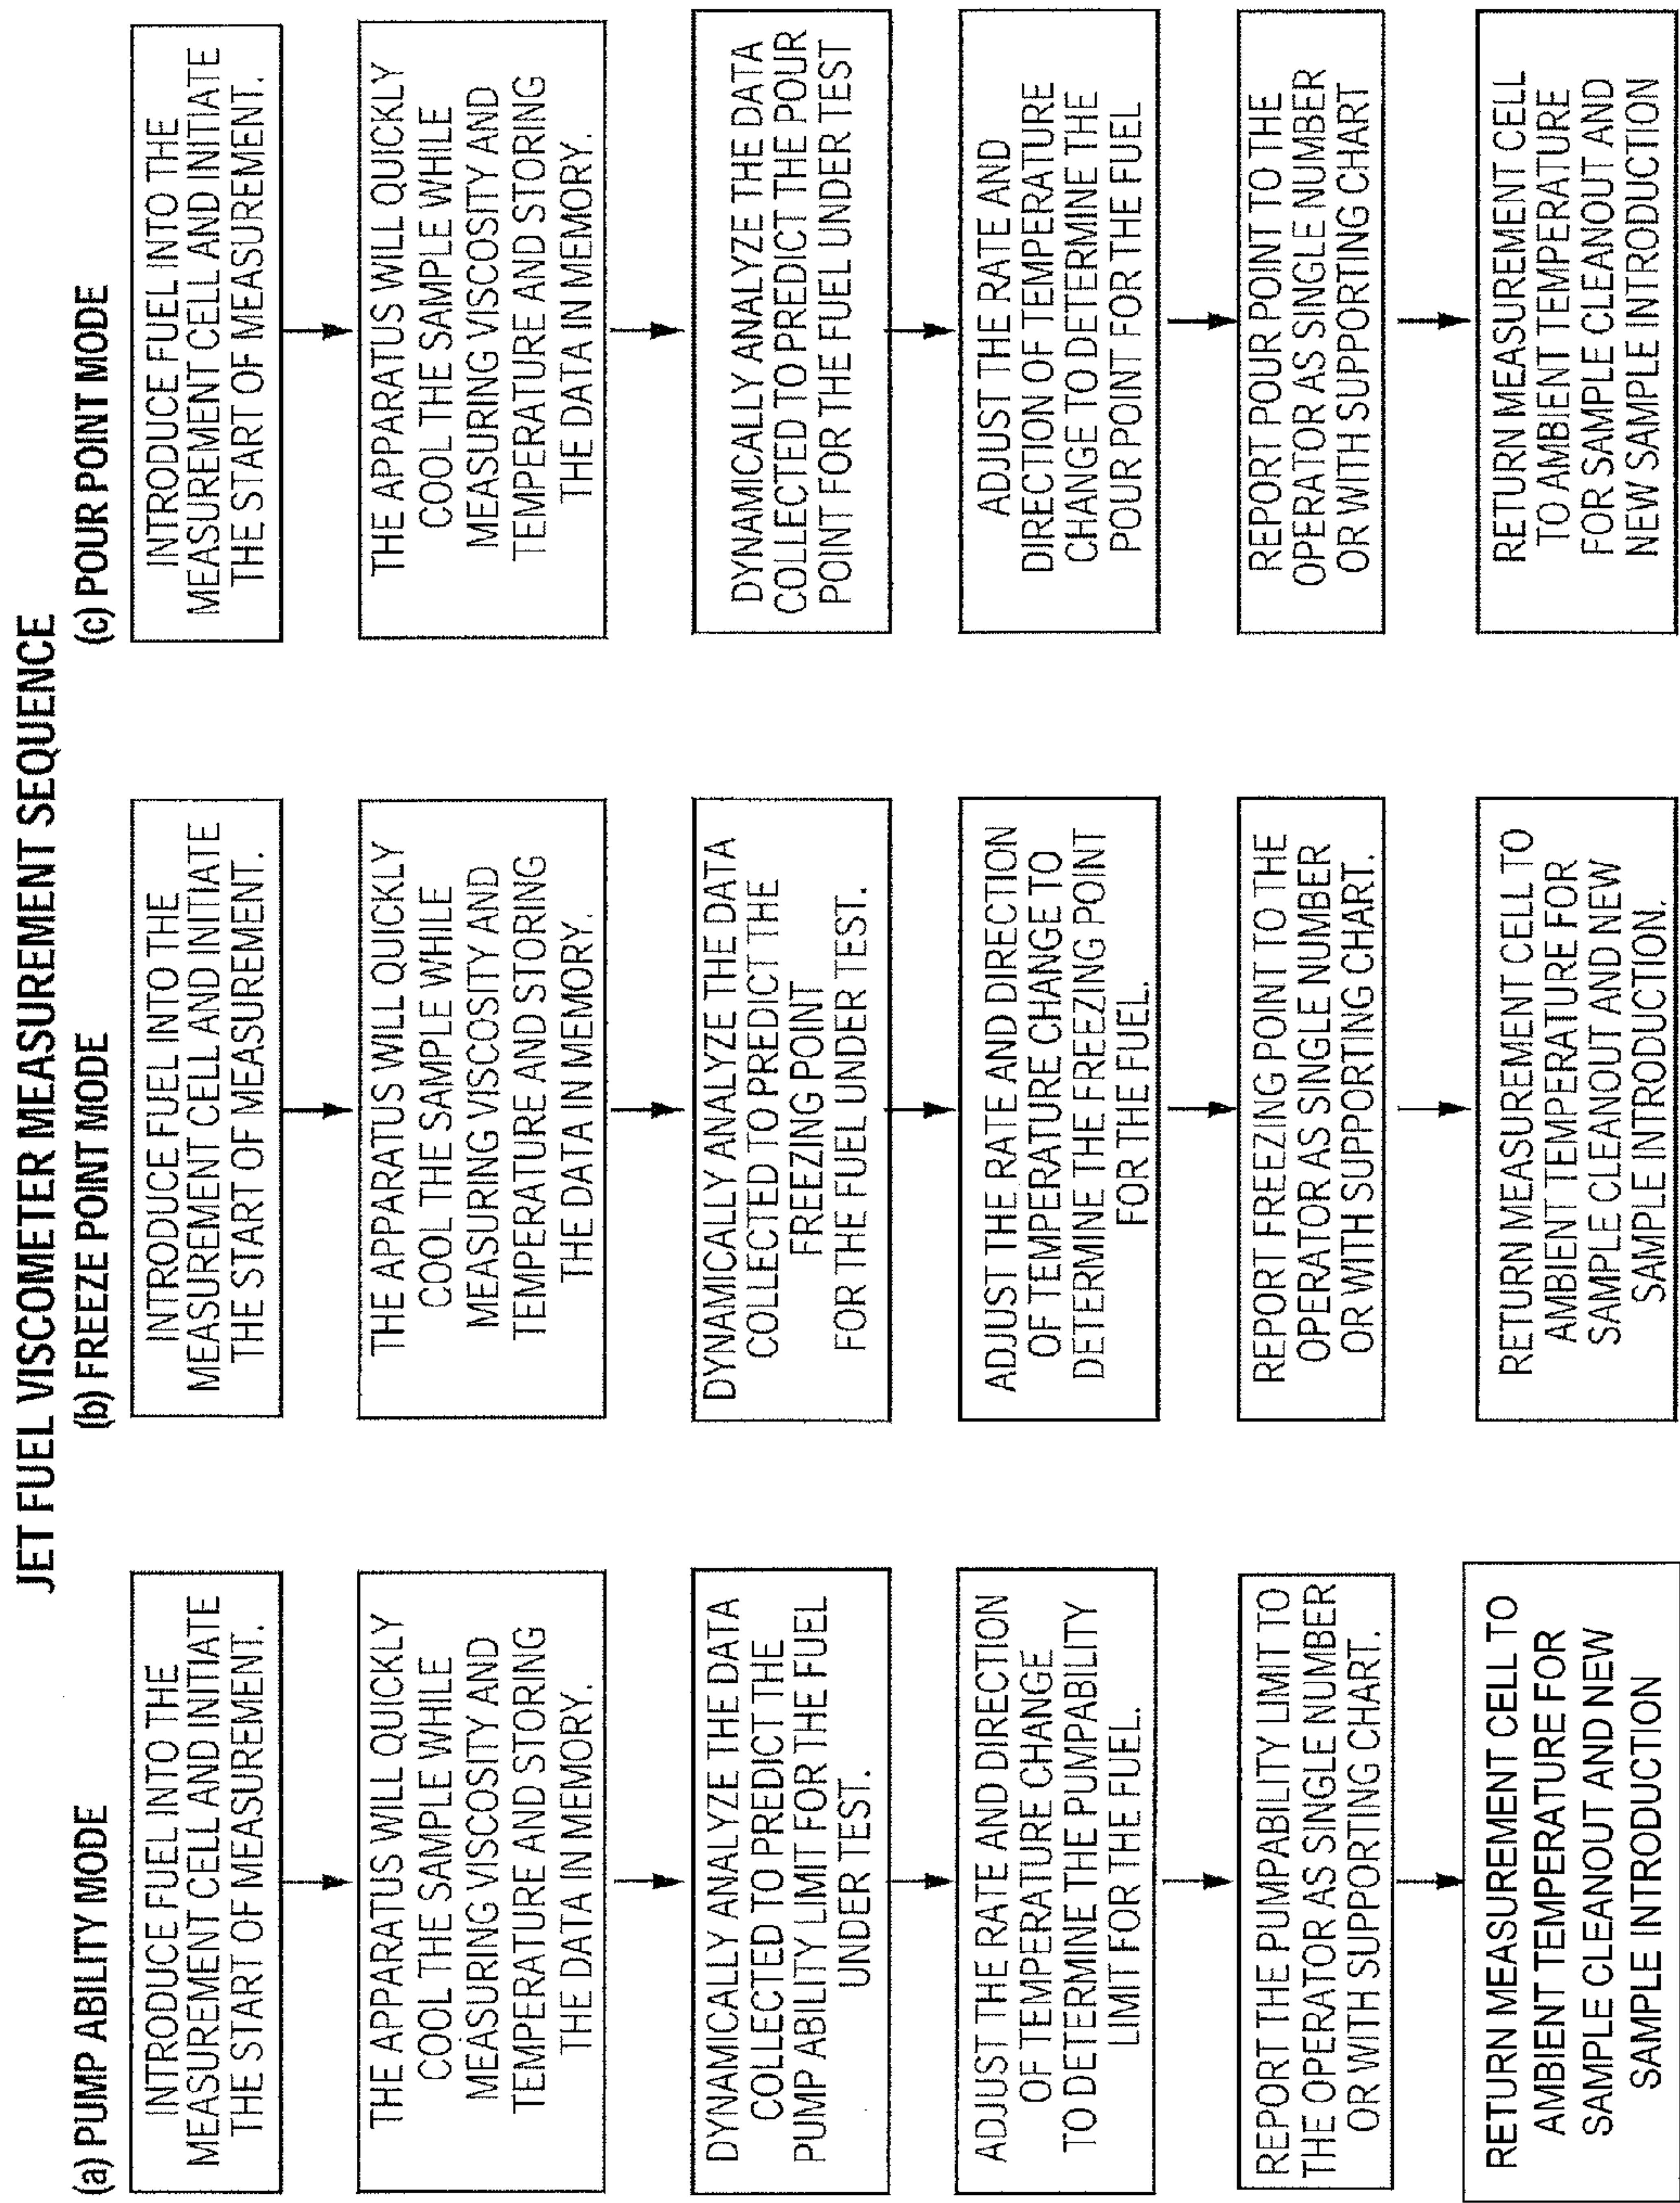 JET FUEL VISCOMETER MEASUREMENT SEQUENCE
(a) PUMP ABILITY MODE
INTRODUCE FUEL INTO THE
MEASUREMENT CELL AND INITIATE
THE START OF MEASUREMENT.
THE APPARATUS WILL QUICKLY
COOL THE SAMPLE WHILE
MEASURING VISCOSITY AND
TEMPERATURE AND STORING
THE DATA IN MEMORY.
DYNAMICALLY ANALYZE THE DATA
COLLECTED TO PREDICT THE
PUMP ABILITY LIMIT FOR THE FUEL
UNDER TEST.
ADJUST THE RATE AND DIRECTION
OF TEMPERATURE CHANGE
TO DETERMINE THE PUMPABILITY
LIMIT FOR THE FUEL.
REPORT THE PUMPABILITY LIMIT TO
THE OPERATOR AS SINGLE NUMBER
OR WITH SUPPORTING CHART.
RETURN MEASUREMENT CELL TO
AMBIENT TEMPERATURE FOR
SAMPLE CLEANOUT AND NEW
SAMPLE INTRODUCTION
(b) FREEZE POINT MODE
INTRODUCE FUEL INTO THE
MEASUREMENT CELL AND INITIATE
THE START OF MEASUREMENT.
THE APPARATUS WILL QUICKLY
COOL THE SAMPLE WHILE
MEASURING VISCOSITY AND
TEMPERATURE AND STORING
THE DATA IN MEMORY.
DYNAMICALLY ANALYZE THE DATA
COLLECTED TO PREDICT THE
FREEZING POINT
FOR THE FUEL UNDER TEST.
ADJUST THE RATE AND DIRECTION
OF TEMPERATURE CHANGE TO
DETERMINE THE FREEZING POINT
FOR THE FUEL.
REPORT FREEZING POINT TO THE
OPERATOR AS SINGLE NUMBER
OR WITH SUPPORTING CHART.
RETURN MEASUREMENT CELL TO
AMBIENT TEMPERATURE FOR
SAMPLE CLEANOUT AND NEW
SAMPLE INTRODUCTION.
(c) POUR POINT MODE
INTRODUCE FUEL INTO THE
MEASUREMENT CELL AND INITIATE
THE START OF MEASUREMENT.
THE APPARATUS WILL QUICKLY
COOL THE SAMPLE WHILE
MEASURING VISCOSITY AND
TEMPERATURE AND STORING
THE DATA IN MEMORY.
DYNAMICALLY ANALYZE THE DATA
COLLECTED TO PREDICT THE POUR
POINT FOR THE FUEL UNDER TEST
ADJUST THE RATE AND
DIRECTION OF TEMPERATURE
CHANGE TO DETERMINE THE
POUR POINT FOR THE FUEL
REPORT POUR POINT TO THE
OPERATOR AS SINGLE NUMBER
OR WITH SUPPORTING CHART
RETURN MEASUREMENT CELL
TO AMBIENT TEMPERATURE
FOR SAMPLE CLEANOUT AND
NEW SAMPLE INTRODUCTION